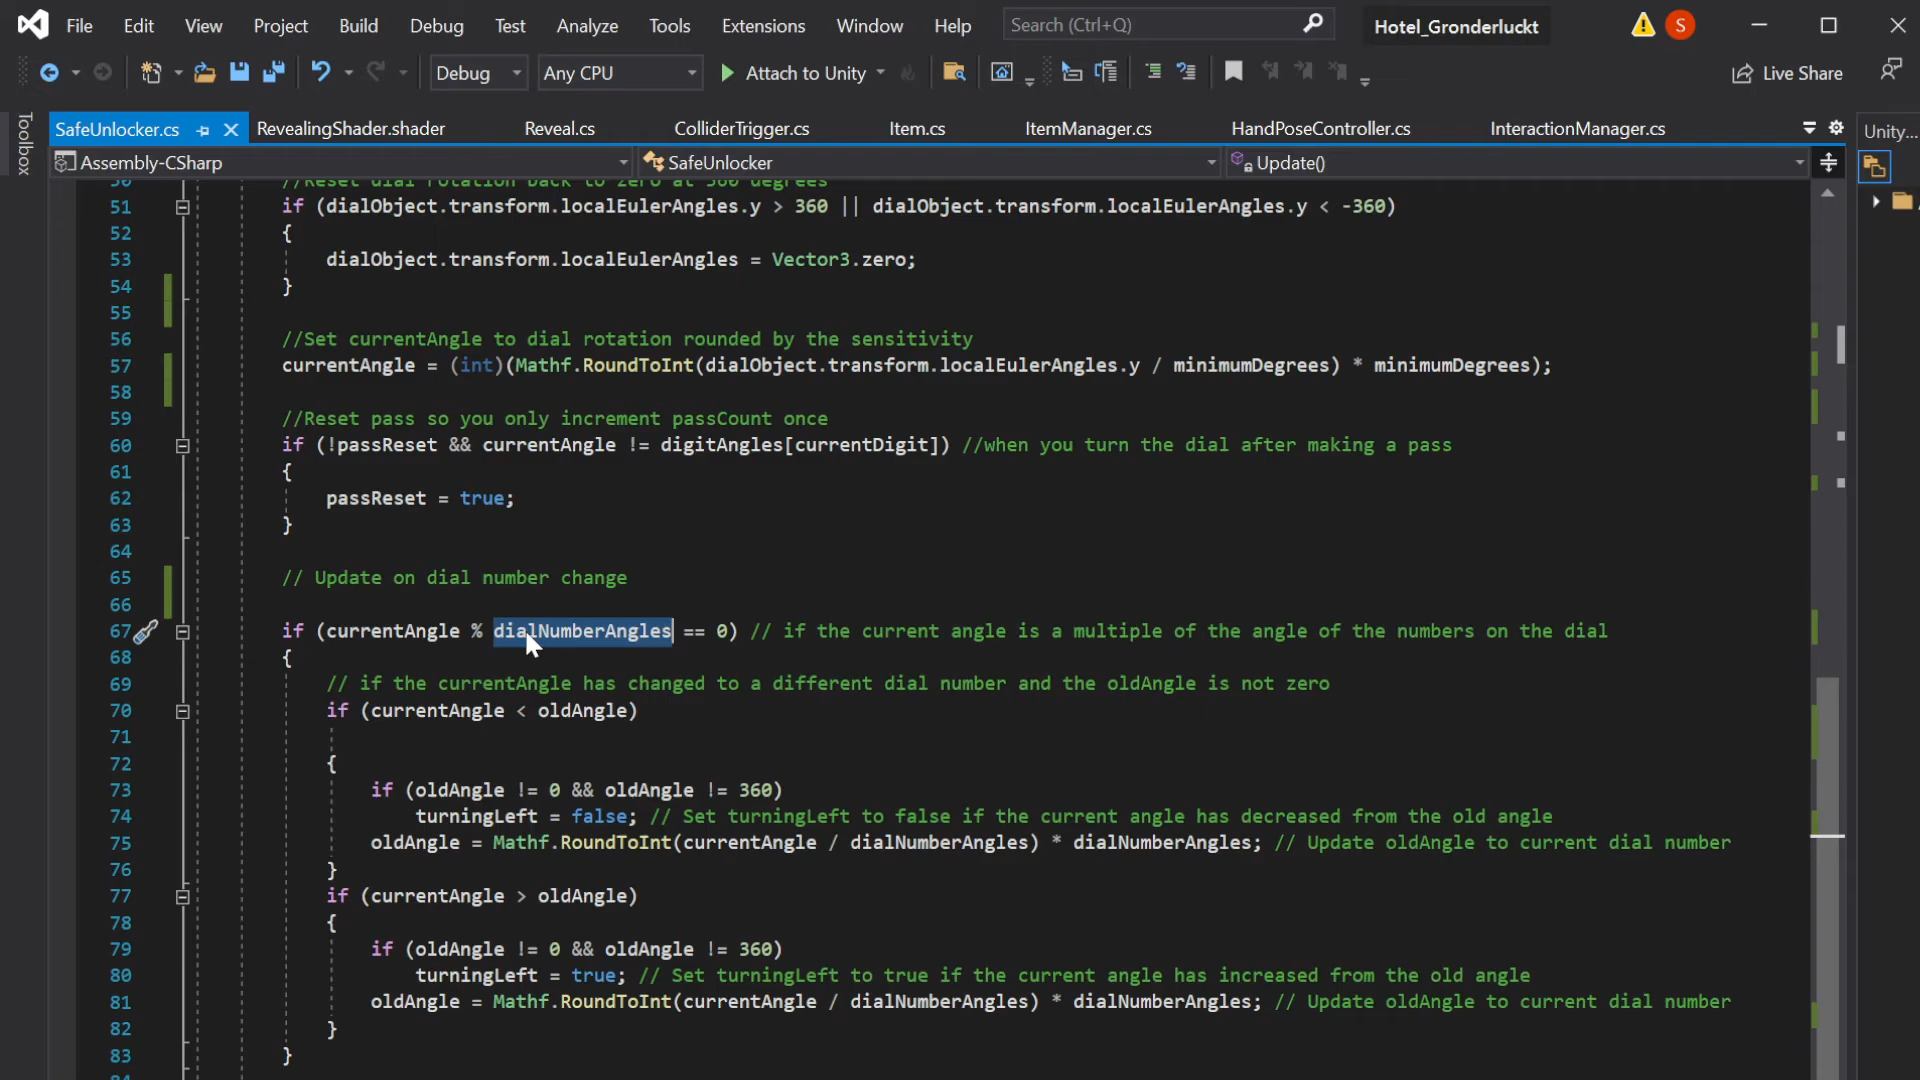 File Edit View Project Build Debug Test Analyze Tools Extensions Window Help Search (Ctrl+Q) Hotel_Gronderluckt S
Debug Any CPU Attach to Unity Live Share
Toolbox
SafeUnlocker.cs RevealingShader.shader Reveal.cs ColliderTrigger.cs Item.cs ItemManager.cs HandPoseController.cs InteractionManager.cs Unity...
Assembly-CSharp SafeUnlocker Update()
50 //Reset dial rotation back to zero at 360 degrees
51 if (dialObject.transform.localEulerAngles.y > 360 || dialObject.transform.localEulerAngles.y < -360)
52 {
53 dialObject.transform.localEulerAngles = Vector3.zero;
54 }
55
56 //Set currentAngle to dial rotation rounded by the sensitivity
57 currentAngle = (int)(Mathf.RoundToInt(dialObject.transform.localEulerAngles.y / minimumDegrees) * minimumDegrees);
58
59 //Reset pass so you only increment passCount once
60 if (!passReset && currentAngle != digitAngles[currentDigit]) //when you turn the dial after making a pass
61 {
62 passReset = true;
63 }
64
65 // Update on dial number change
66
67 if (currentAngle % dialNumberAngles == 0) // if the current angle is a multiple of the angle of the numbers on the dial
68 {
69 // if the currentAngle has changed to a different dial number and the oldAngle is not zero
70 if (currentAngle < oldAngle)
71
72 {
73 if (oldAngle != 0 && oldAngle != 360)
74 turningLeft = false; // Set turningLeft to false if the current angle has decreased from the old angle
75 oldAngle = Mathf.RoundToInt(currentAngle / dialNumberAngles) * dialNumberAngles; // Update oldAngle to current dial number
76 }
77 if (currentAngle > oldAngle)
78 {
79 if (oldAngle != 0 && oldAngle != 360)
80 turningLeft = true; // Set turningLeft to true if the current angle has increased from the old angle
81 oldAngle = Mathf.RoundToInt(currentAngle / dialNumberAngles) * dialNumberAngles; // Update oldAngle to current dial number
82 }
83 }
84